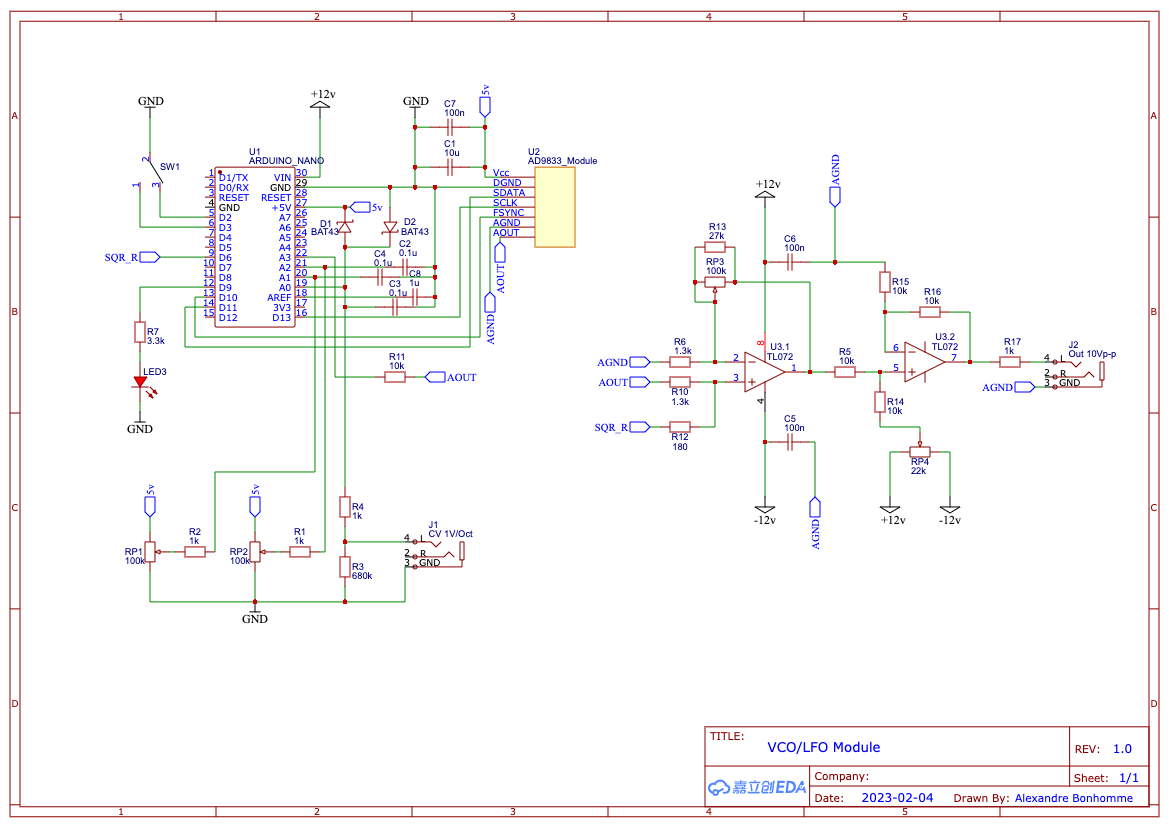 1 2 3 4 5
A
B
C
D
A
B
C
D
1 2 3 4 5
GND
2
1
3
SW1
+12v
U1
ARDUINO_NANO
1 D1/TX VIN 30
2 D0/RX GND 29
3 RESET RESET 28
4 GND +5V 27
5 D2 A7 26
6 D3 A6 25
7 D4 A5 24
8 D5 A4 23
9 D6 A3 22
10 D7 A2 21
11 D8 A1 20
12 D9 A0 19
13 D10 AREF 18
14 D11 3V3 17
15 D12 D13 16
SQR_R
R7
3.3k
LED3
GND
GND
C7
100n
5v
C1
10u
U2
AD9833_Module
Vcc
DGND
SDATA
SCLK
FSYNC
AGND
AOUT
5v
D1
BAT43
D2
BAT43
C2
0.1u
C4
0.1u
C8
1u
C3
0.1u
AOUT
AGND
R11
10k
AOUT
5v
RP1
100k
R2
1k
5v
RP2
100k
R1
1k
GND
R4
1k
R3
680k
J1
CV 1V/Oct
4 L
2 R
3 GND
+12v
AGND
C6
100n
R13
27k
RP3
100k
AGND
R6
1.3k
AOUT
R10
1.3k
SQR_R
R12
180
2
3
8
4
1
U3.1
TL072
C5
100n
-12v
AGND
R5
10k
R15
10k
R16
10k
6
5
7
U3.2
TL072
R14
10k
RP4
22k
+12v
-12v
R17
1k
J2
Out 10Vp-p
4 L
2 R
3 GND
AGND
TITLE:
VCO/LFO Module
REV: 1.0
嘉立创EDA
Company:
Sheet: 1/1
Date: 2023-02-04 Drawn By: Alexandre Bonhomme